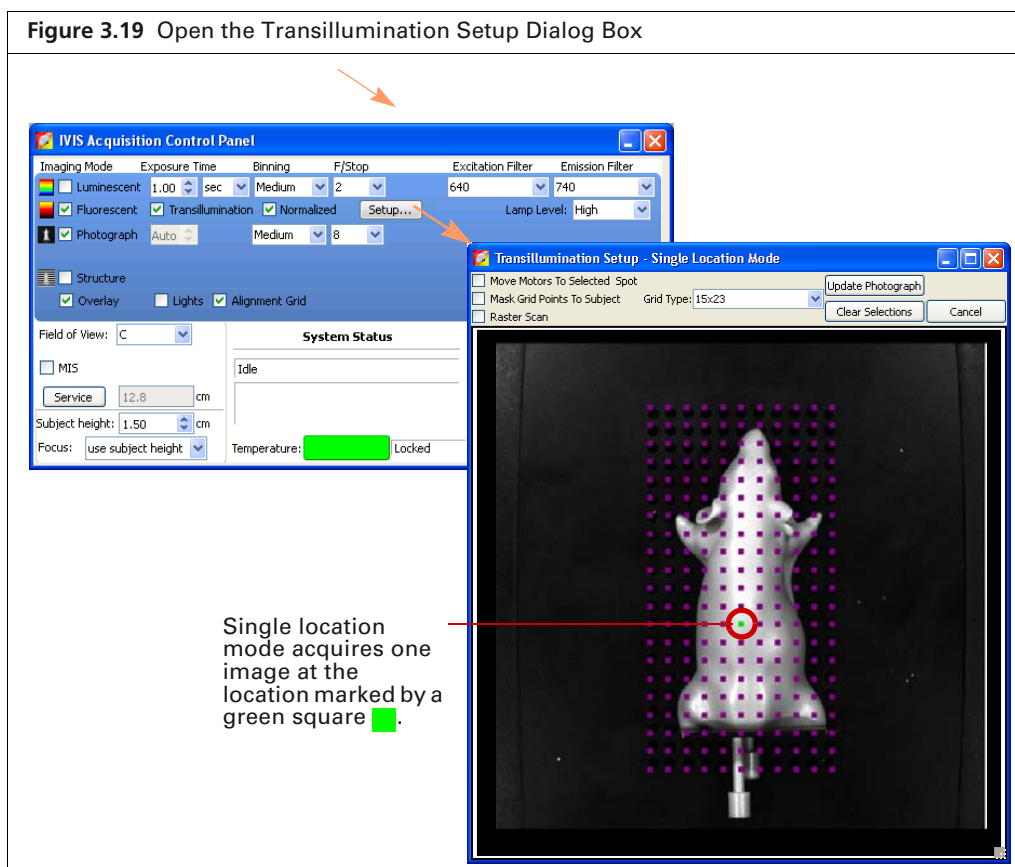 Figure 3.19 Open the Transillumination Setup Dialog Box
IVIS Acquisition Control Panel
Imaging Mode Exposure Time Binning F/Stop Excitation Filter Emission Filter
Luminescent 1.00 sec Medium 2 640 740
Fluorescent Transillumination Normalized Setup... Lamp Level: High
Photograph Auto Medium 8
Structure
Overlay Lights Alignment Grid
Field of View: C System Status
MIS Idle
Service 12.8 cm
Subject height: 1.50 cm
Focus: use subject height Temperature: Locked
Transillumination Setup - Single Location Mode
Move Motors To Selected Spot Update Photograph
Mask Grid Points To Subject Grid Type: 15x23
Raster Scan Clear Selections Cancel
Single location
mode acquires one
image at the
location marked by a
green square .